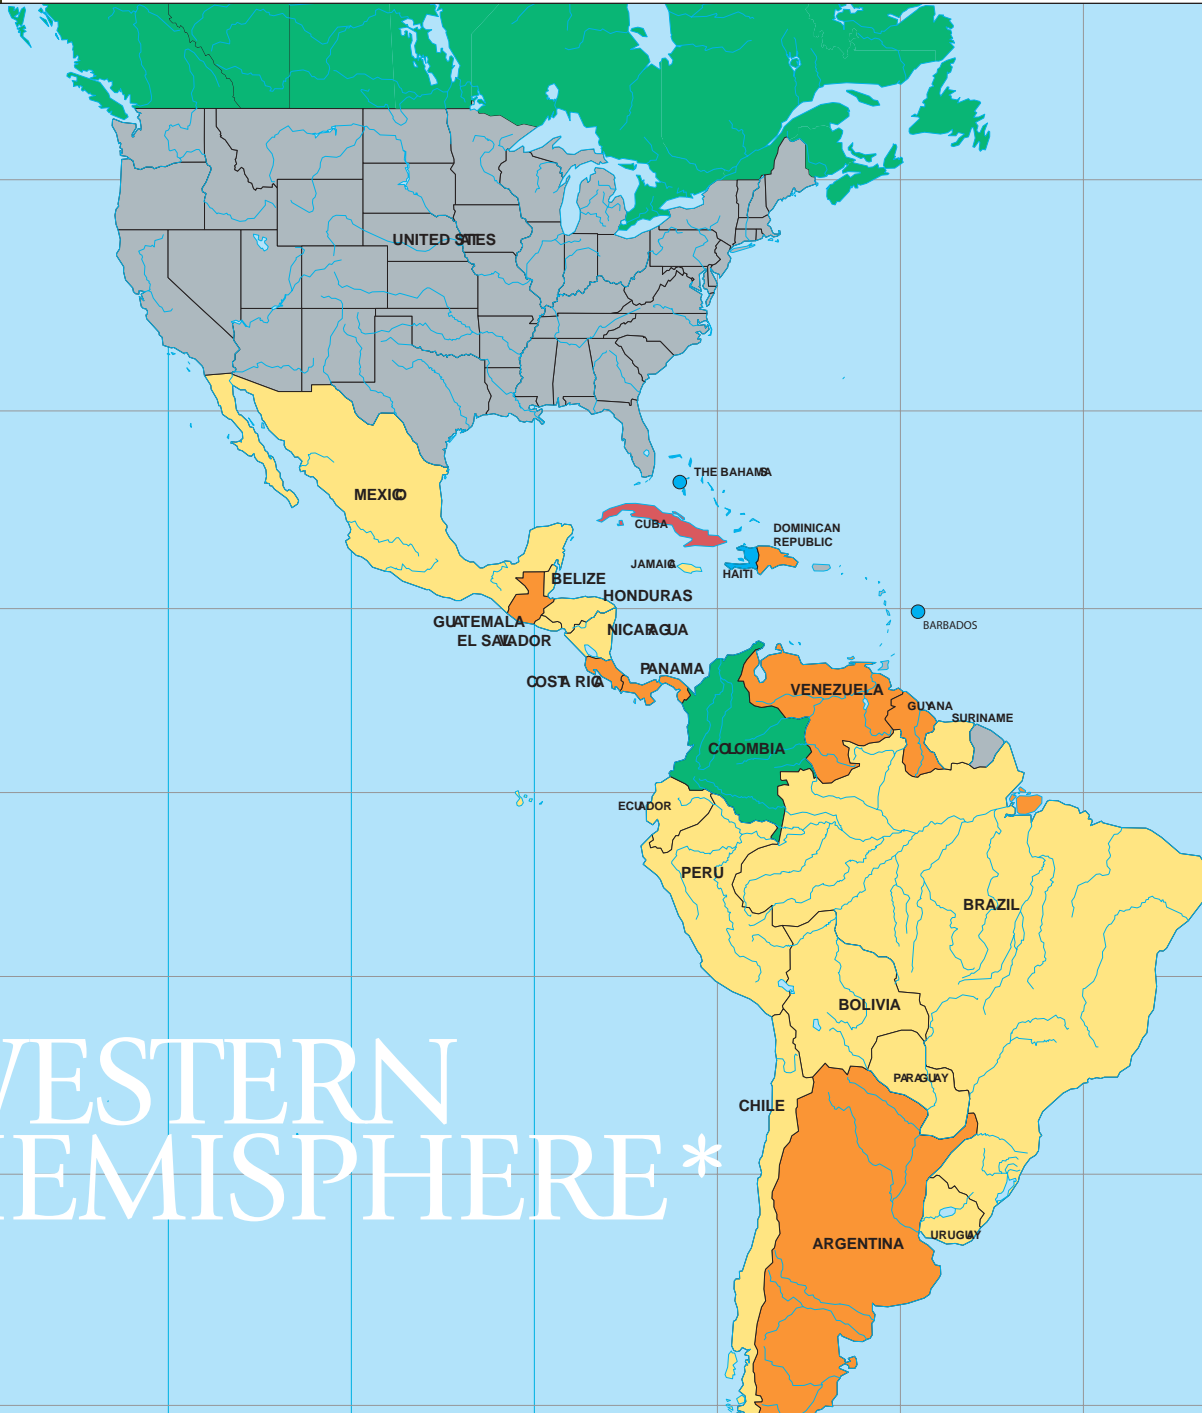 UNITED STATES
THE BAHAMAS
MEXICO
CUBA
DOMINICAN
REPUBLIC
JAMAICA
HAITI
BELIZE
HONDURAS
GUATEMALA
BARBADOS
NICARAGUA
EL SALVADOR
PANAMA
COSTA RICA
VENEZUELA
GUYANA
SURINAME
COLOMBIA
ECUADOR
PERU
BRAZIL
BOLIVIA
WESTERN
PARAGUAY
CHILE
HEMISPHERE*
URUGUAY
ARGENTINA